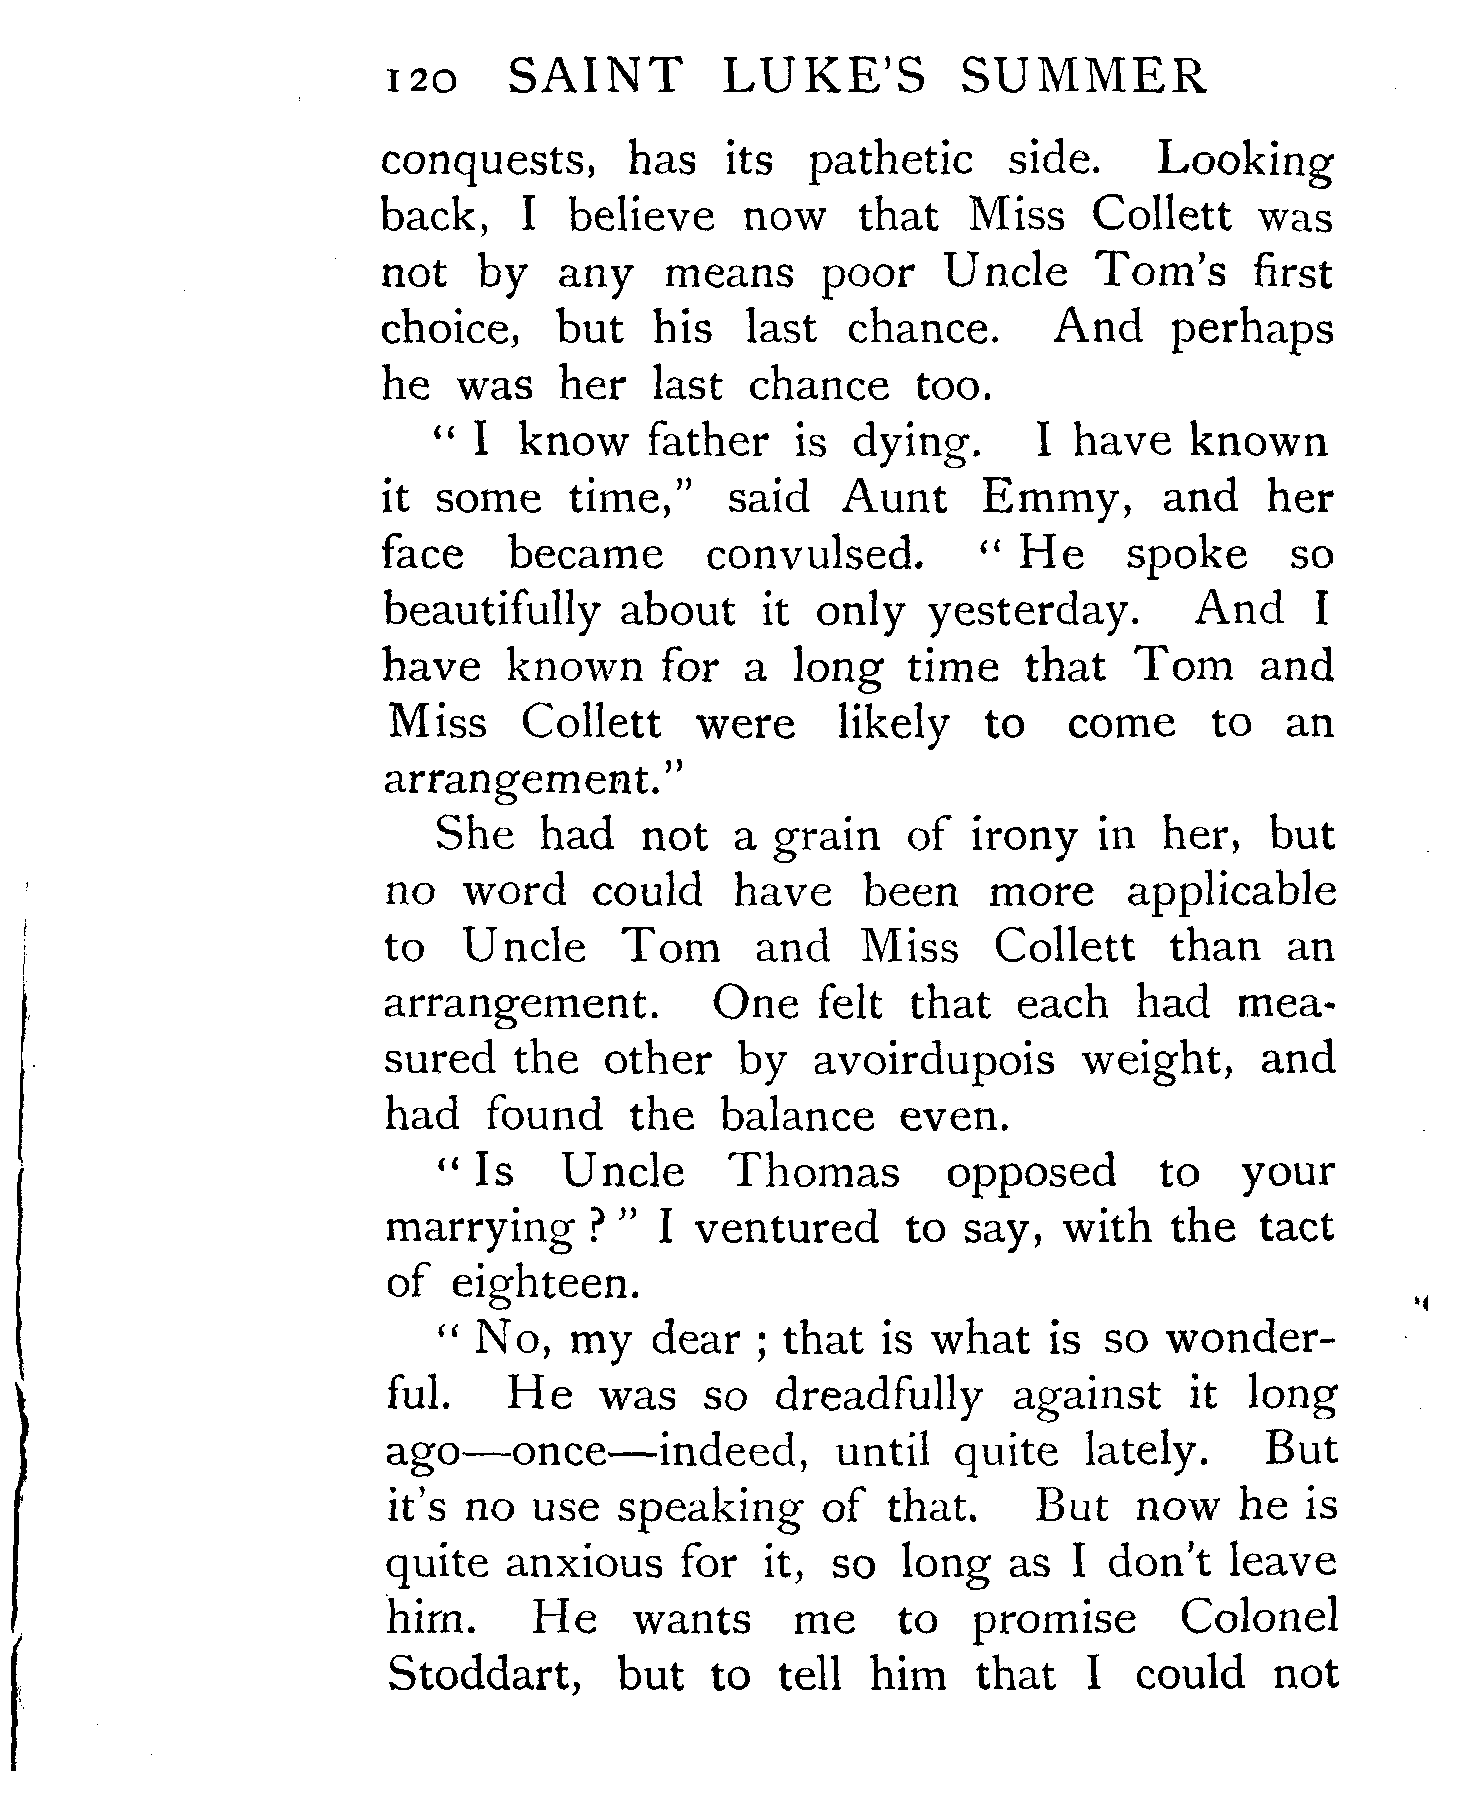 120 SAINT LUKE'S SUMMER
conquests, has its pathetic side. Looking
back, I believe now that Miss Collett was
not by any means poor Uncle Tom's first
choice, but his last chance. And perhaps
he was her last chance too.
“ I know father is dying. I have known
it some time,” said Aunt Emmy, and her
face became convulsed. “ He spoke so
beautifully about it only yesterday. And I
have known for a long time that Tom and
Miss Collett were likely to come to an
arrangement.”
She had not a grain of irony in her, but
no word could have been more applicable
to Uncle Tom and Miss Collett than an
arrangement. One felt that each had mea-
sured the other by avoirdupois weight, and
had found the balance even.
“ Is Uncle Thomas opposed to your
marrying ? ” I ventured to say, with the tact
of eighteen.
“ No, my dear ; that is what is so wonder-
ful. He was so dreadfully against it long
ago—once—indeed, until quite lately. But
it's no use speaking of that. But now he is
quite anxious for it, so long as I don't leave
him. He wants me to promise Colonel
Stoddart, but to tell him that I could not